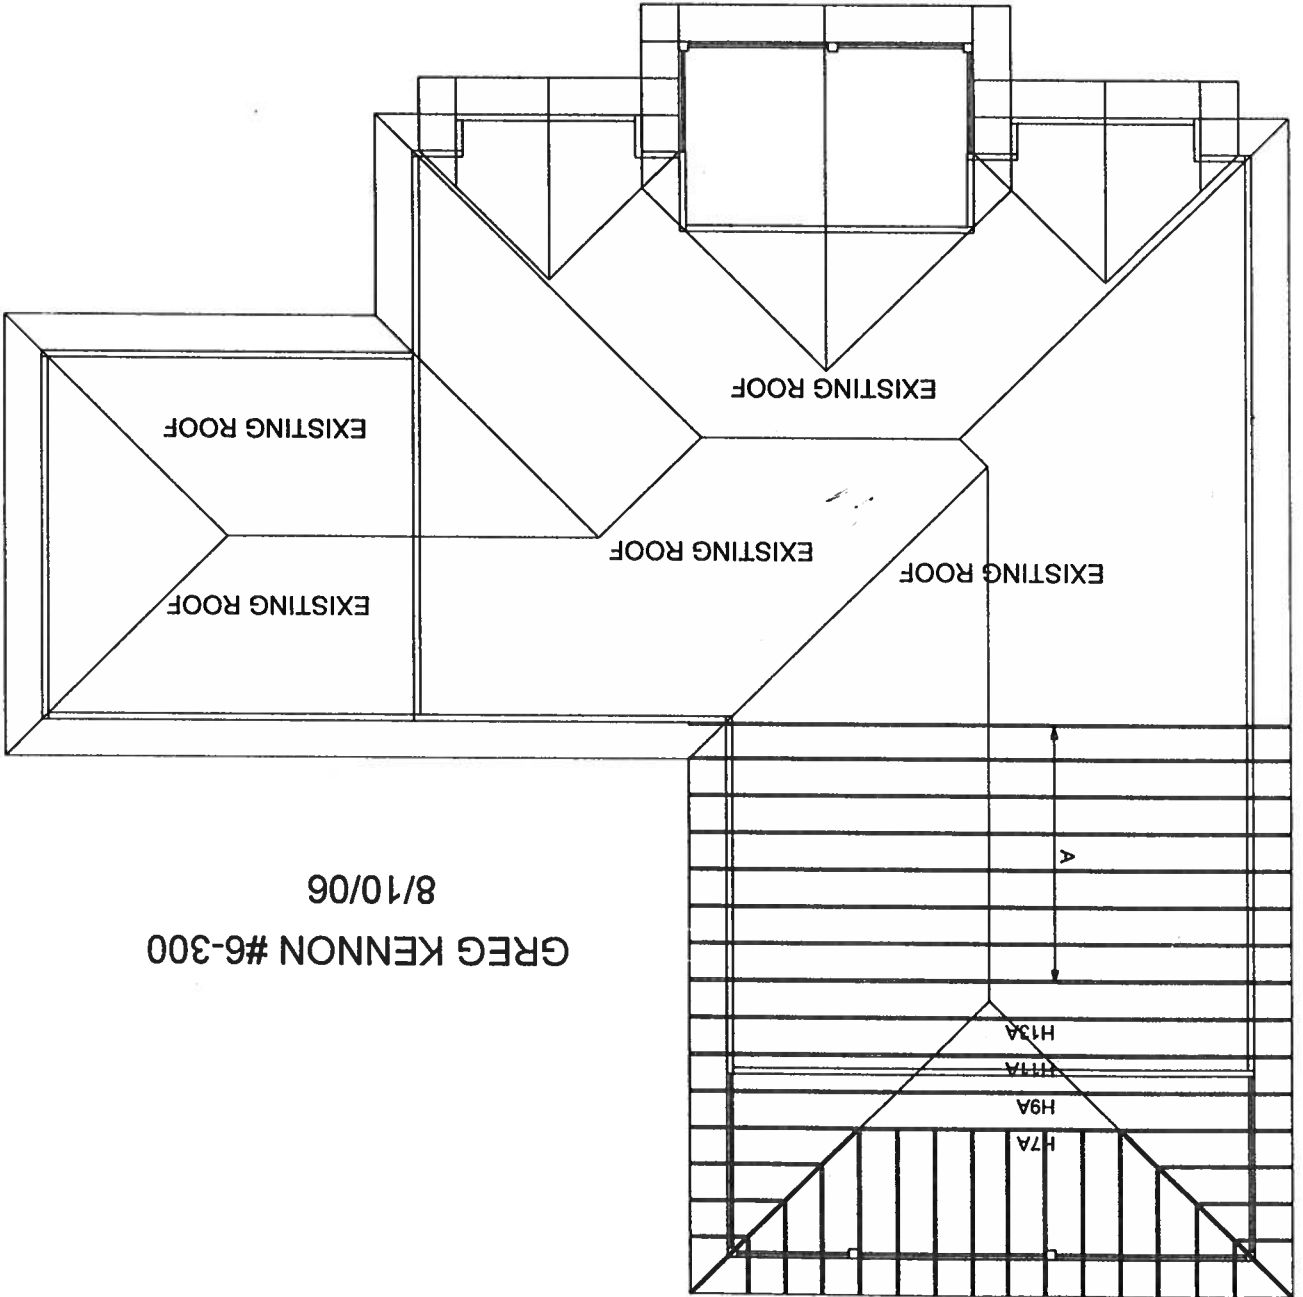 H7A
H9A
H11A
H13A
GREG KENNON #6-300
8/10/06
A
EXISTING ROOF
EXISTING ROOF
EXISTING ROOF
EXISTING ROOF
EXISTING ROOF